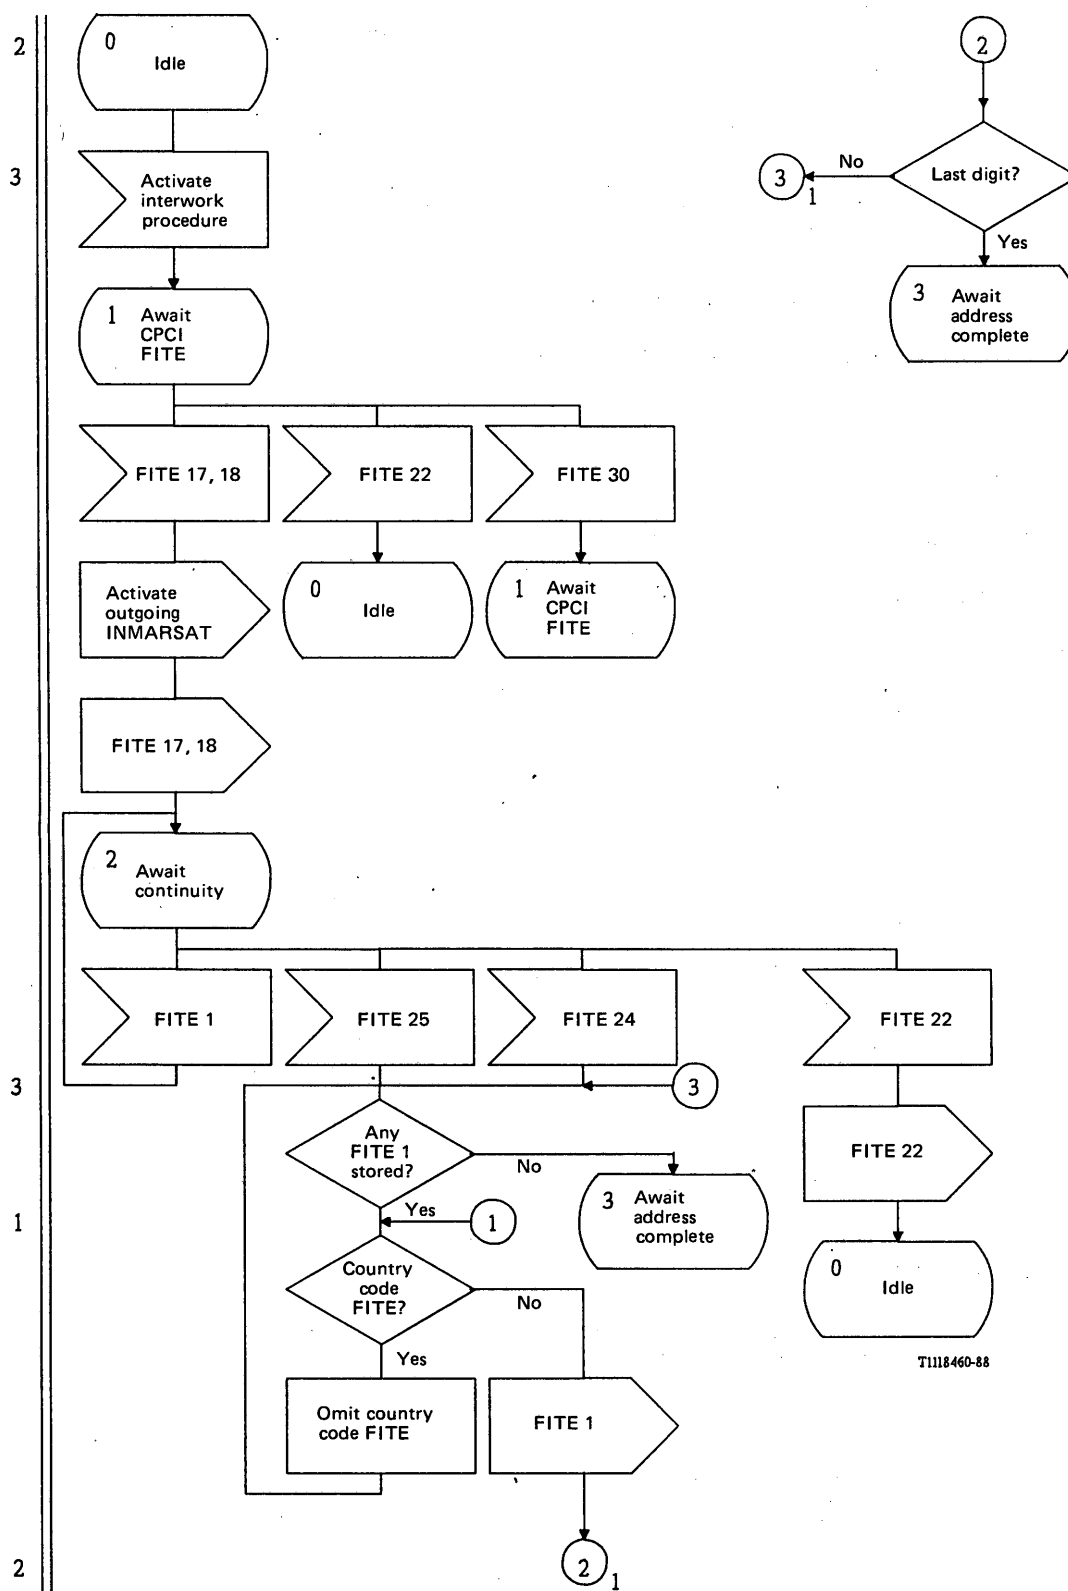 2
0
Idle
2
3
Activate
interwork
procedure
No
Last digit?
3
1
Yes
1
Await
CPCI
FITE
3
Await
address
complete
FITE 17, 18
FITE 22
FITE 30
Activate
outgoing
INMARSAT
0
Idle
1
Await
CPCI
FITE
FITE 17, 18
2
Await
continuity
FITE 1
FITE 25
FITE 24
FITE 22
3
3
Any
FITE 1
stored?
No
FITE 22
3
Await
address
complete
1
Yes
1
Country
code
FITE?
No
0
Idle
Yes
T1118460-88
Omit country
code FITE
FITE 1
2
2
1